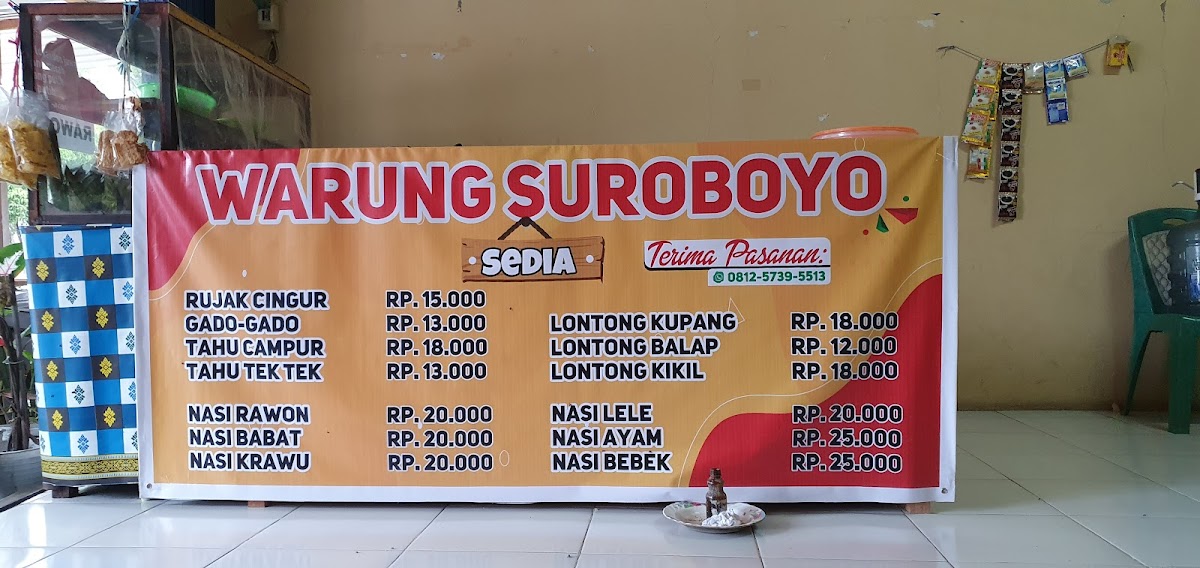 WARUNG SUROBOYO
SEDIA
Terima Pasanan:
0812-5739-5513
RUJAK CINGUR RP. 15.000
GADO-GADO RP. 13.000
TAHU CAMPUR RP. 18.000
TAHU TEK TEK RP. 13.000
LONTONG KUPANG RP. 18.000
LONTONG BALAP RP. 12.000
LONTONG KIKIL RP. 18.000
NASI RAWON RP. 20.000
NASI BABAT RP. 20.000
NASI KRAWU RP. 20.000
NASI LELE RP. 20.000
NASI AYAM RP. 25.000
NASI BEBEK RP. 25.000
RAWO